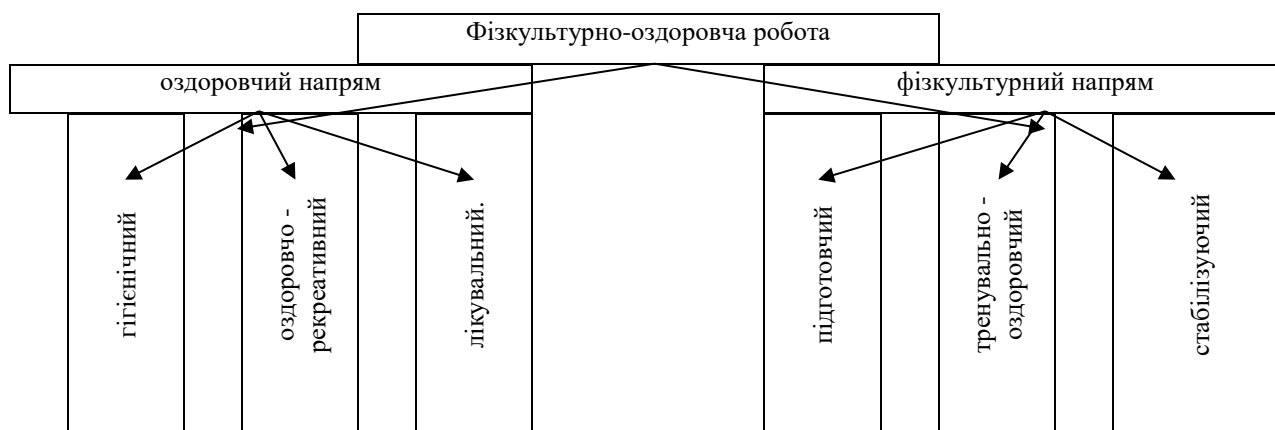 Фізкультурно-оздоровча робота
оздоровчий напрям
фізкультурний напрям
гігієнічний
оздоровчо -
рекреативний
лікувальний.
підготовчий
тренувально -
оздоровчий
стабілізуючий